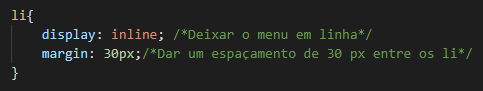 li{
    display: inline; /*Deixar o menu em linha*/
    margin: 30px;/*Dar um espaçamento de 30 px entre os li*/
}